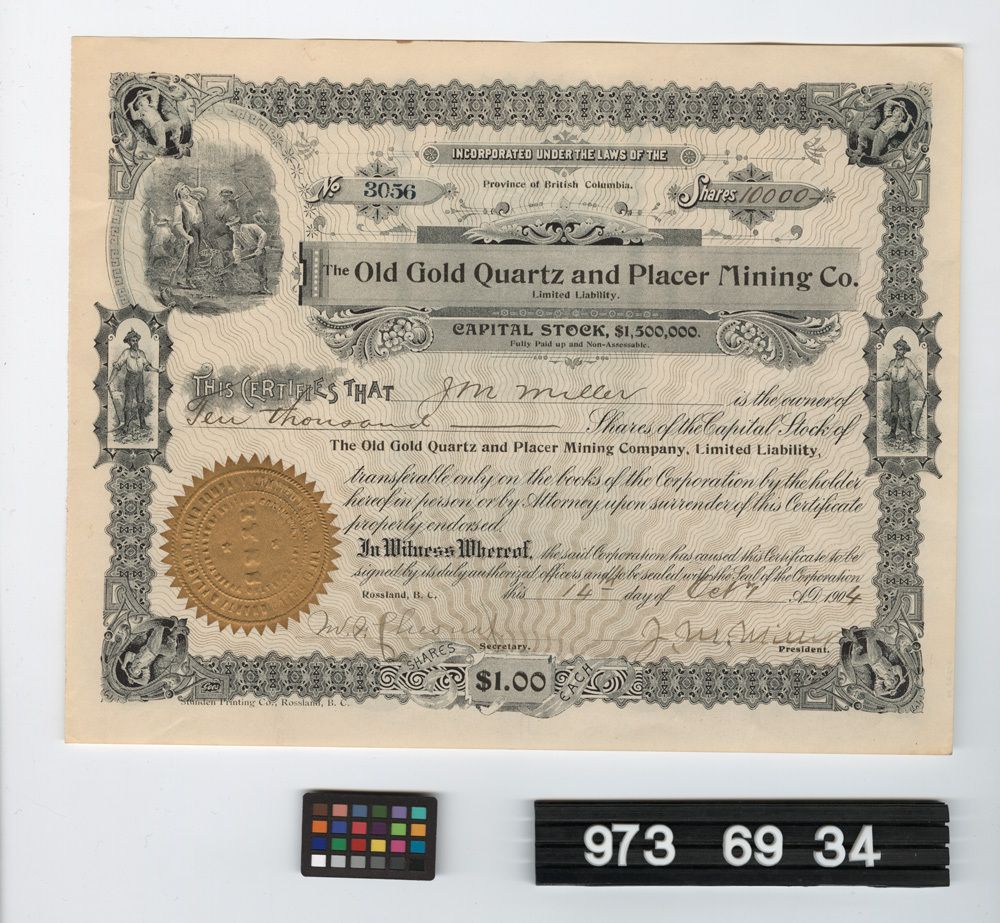 INCORPORATED UNDER THE LAWS OF THE
Province of British Columbia.
No 3056
Shares 10000-
The Old Gold Quartz and Placer Mining Co.
Limited Liability.
CAPITAL STOCK, $1,500,000.
Fully Paid up and Non-Assessable.
THIS CERTIFIES THAT J M Miller is the owner of
Ten thousand Shares of the Capital Stock of
The Old Gold Quartz and Placer Mining Company, Limited Liability,
transferable only on the books of the Corporation by the holder
hereof in person or by Attorney upon surrender of this Certificate
properly endorsed.
In Witness Whereof, the said Corporation has caused this Certificate to be
signed by its duly authorized officers and to be sealed with the Seal of the Corporation
Rossland, B. C. this 14- day of Oct A.D. 1904
J. M. Miller
Secretary. President.
SHARES $1.00 EACH
Stunden Printing Co., Rossland, B. C.
973 69 34